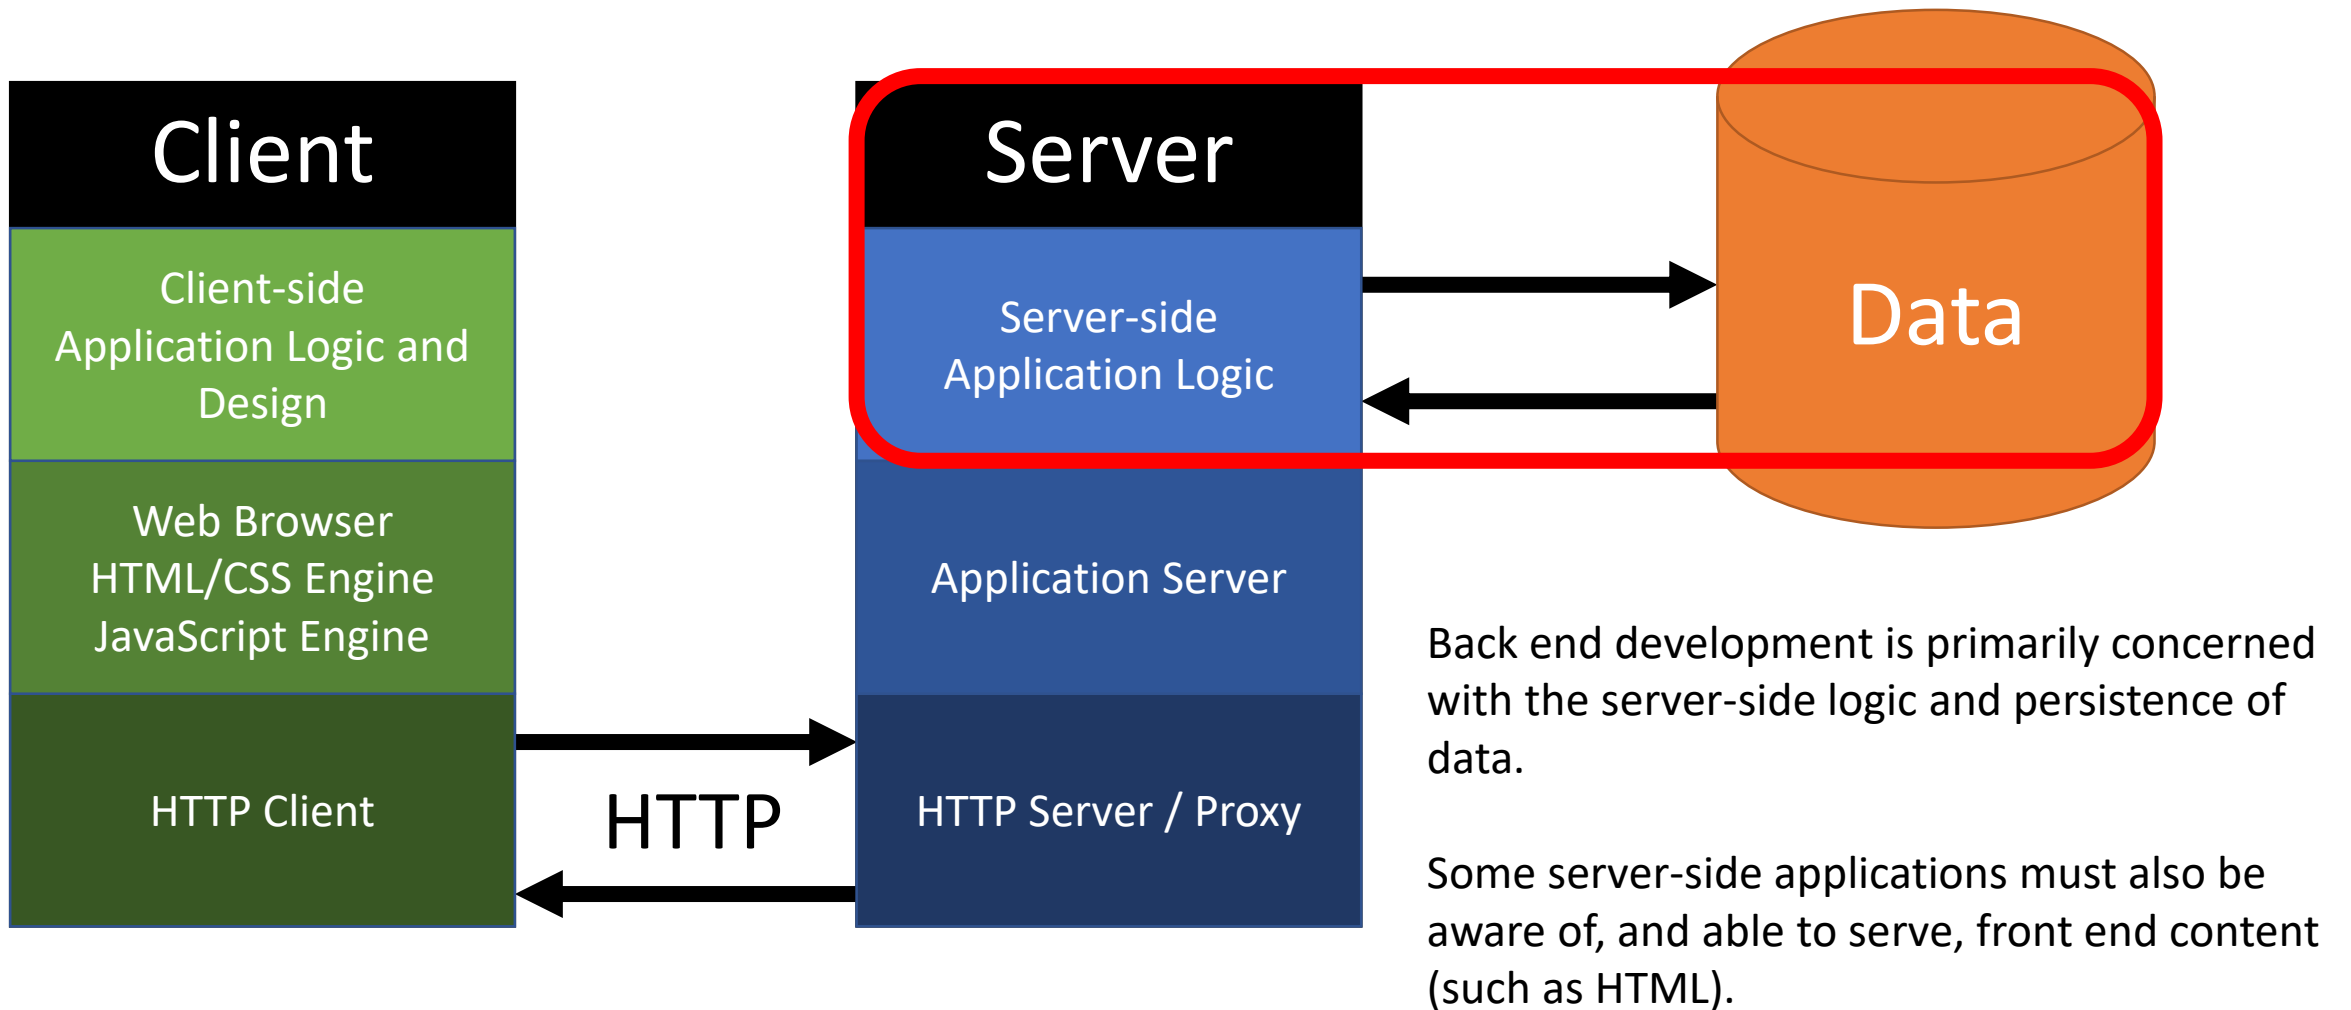 Client
Client-side
Application Logic and
Design
Web Browser
HTML/CSS Engine
JavaScript Engine
HTTP Client
HTTP
Server
Server-side
Application Logic
Application Server
HTTP Server / Proxy
Data
Back end development is primarily concerned
with the server-side logic and persistence of
data.
Some server-side applications must also be
aware of, and able to serve, front end content
(such as HTML).